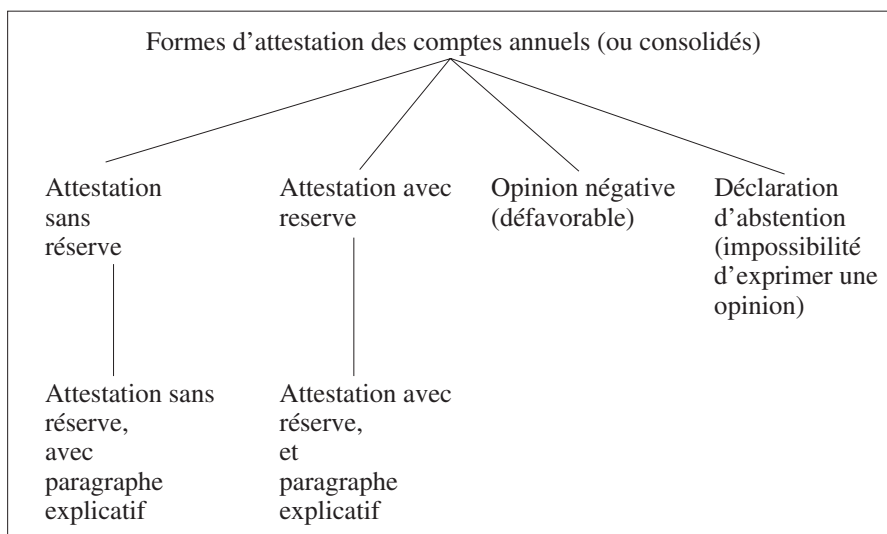 Formes d'attestation des comptes annuels (ou consolidés)
Attestation
sans
réserve
Attestation avec
reserve
Opinion négative
(défavorable)
Déclaration
d'abstention
(impossibilité
d'exprimer une
opinion)
Attestation sans
réserve,
avec
paragraphe
explicatif
Attestation avec
réserve,
et
paragraphe
explicatif